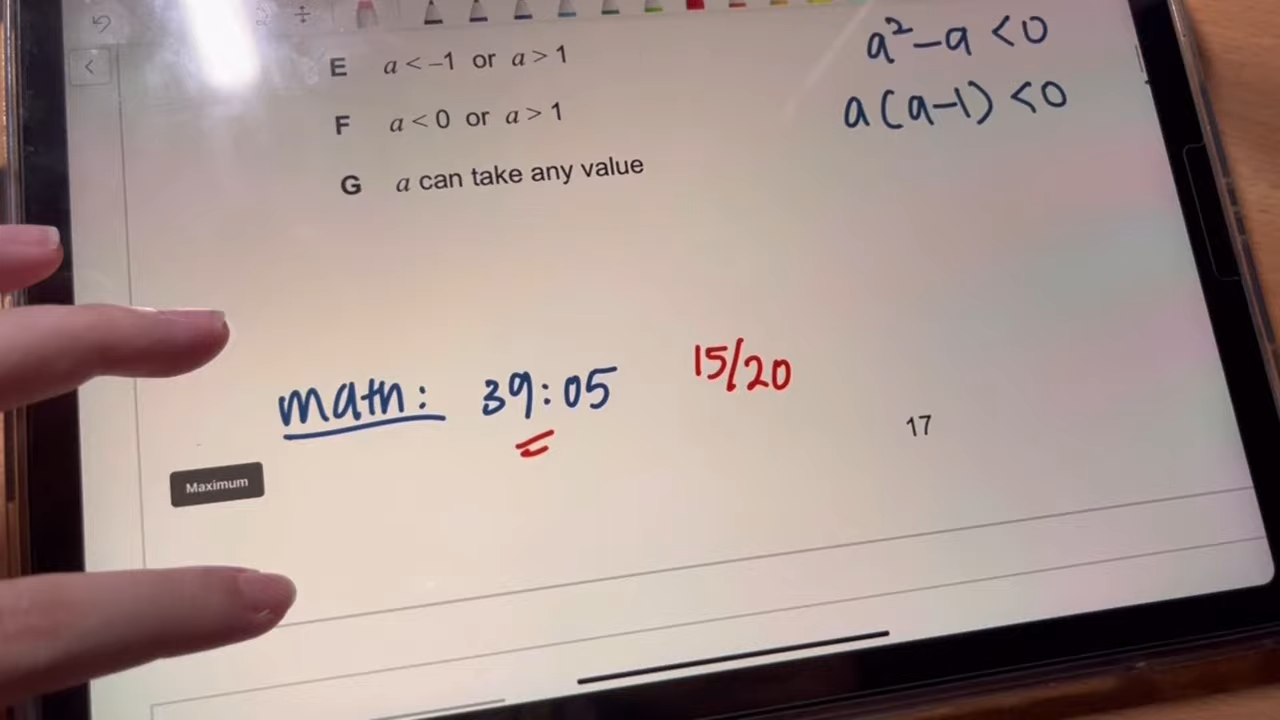 E a < –1 or a > 1
F a < 0 or a > 1
G a can take any value
a² – a < 0
a(a–1) < 0
math: 39:05 15/20
17
Maximum